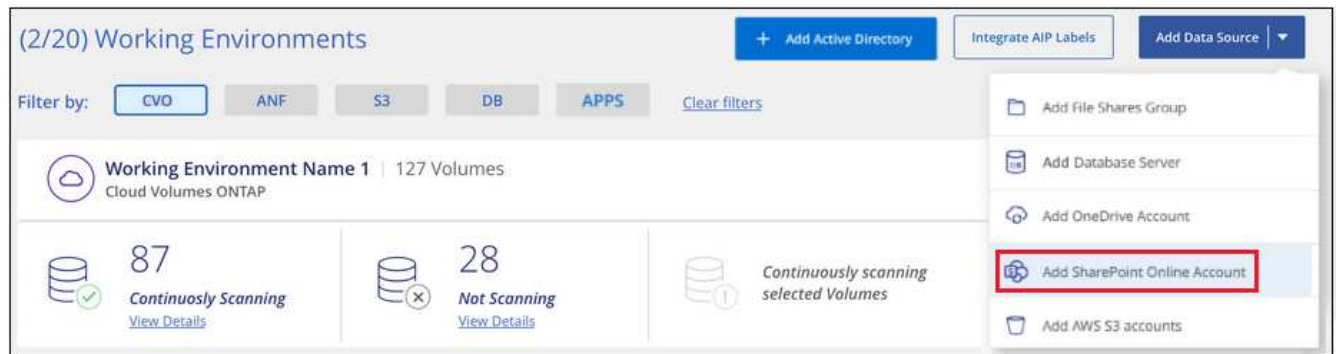 (2/20) Working Environments
+ Add Active Directory
Integrate AIP Labels
Add Data Source
Filter by:
CVO
ANF
S3
DB
APPS
Clear filters
Working Environment Name 1 | 127 Volumes
Cloud Volumes ONTAP
87
Continuosly Scanning
View Details
28
Not Scanning
View Details
Continuously scanning
selected Volumes
Add File Shares Group
Add Database Server
Add OneDrive Account
Add SharePoint Online Account
Add AWS S3 accounts